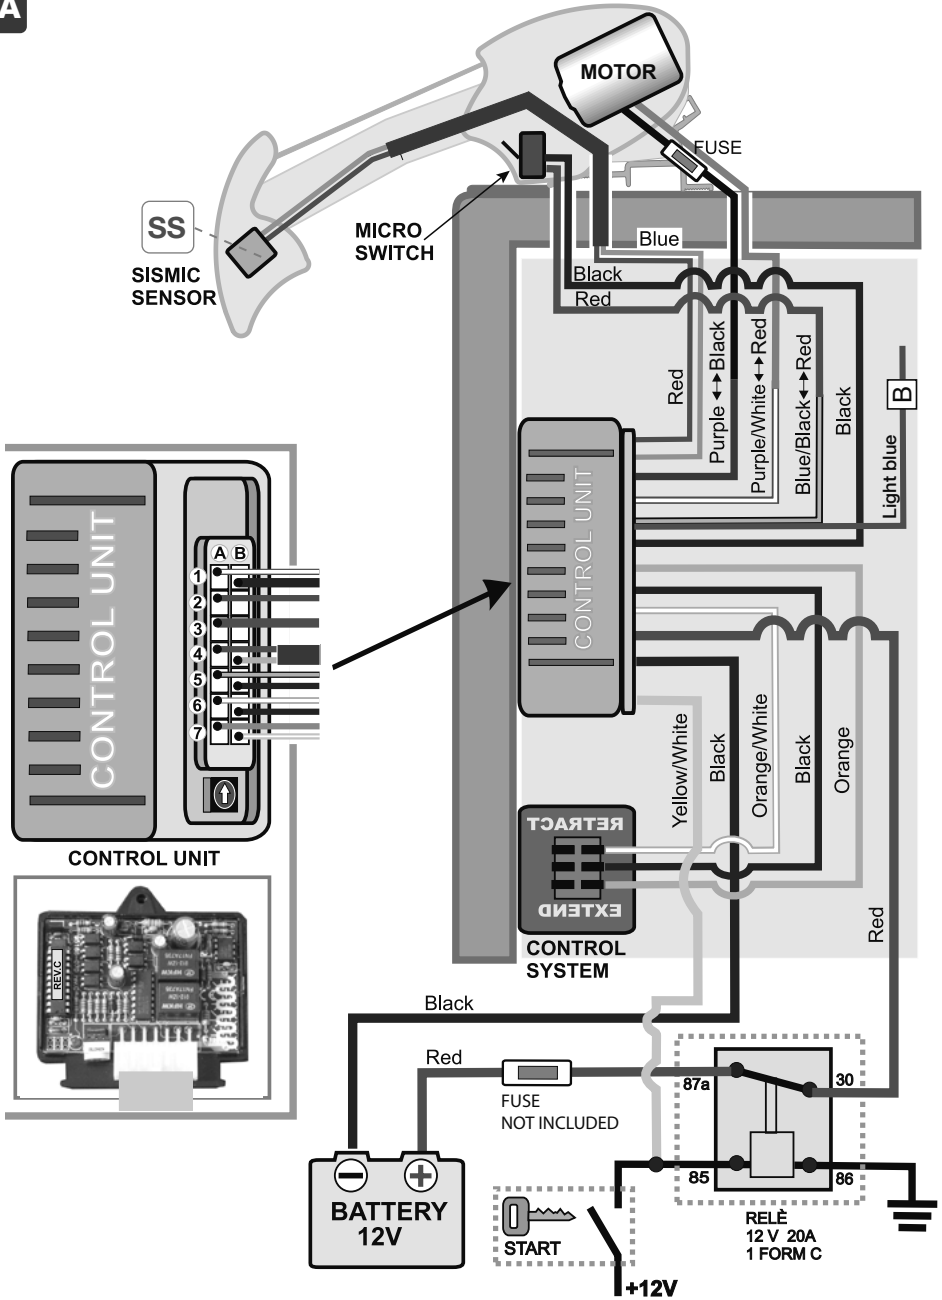 A
MOTOR
FUSE
SS
SISMIC
SENSOR
MICRO
SWITCH
Blue
Black
Red
Red
Purple ↔ Black
Purple/White ↔ Red
Blue/Black ↔ Red
Black
B
Light blue
CONTROL UNIT
CONTROL UNIT
A B
1
2
3
4
5
6
7
CONTROL UNIT
REV.C
Yellow/White
Black
Orange/White
Black
Orange
Red
RETRACT
EXTEND
CONTROL
SYSTEM
Black
Red
FUSE
NOT INCLUDED
87a
30
85
86
BATTERY
12V
START
+12V
RELÈ
12 V 20A
1 FORM C